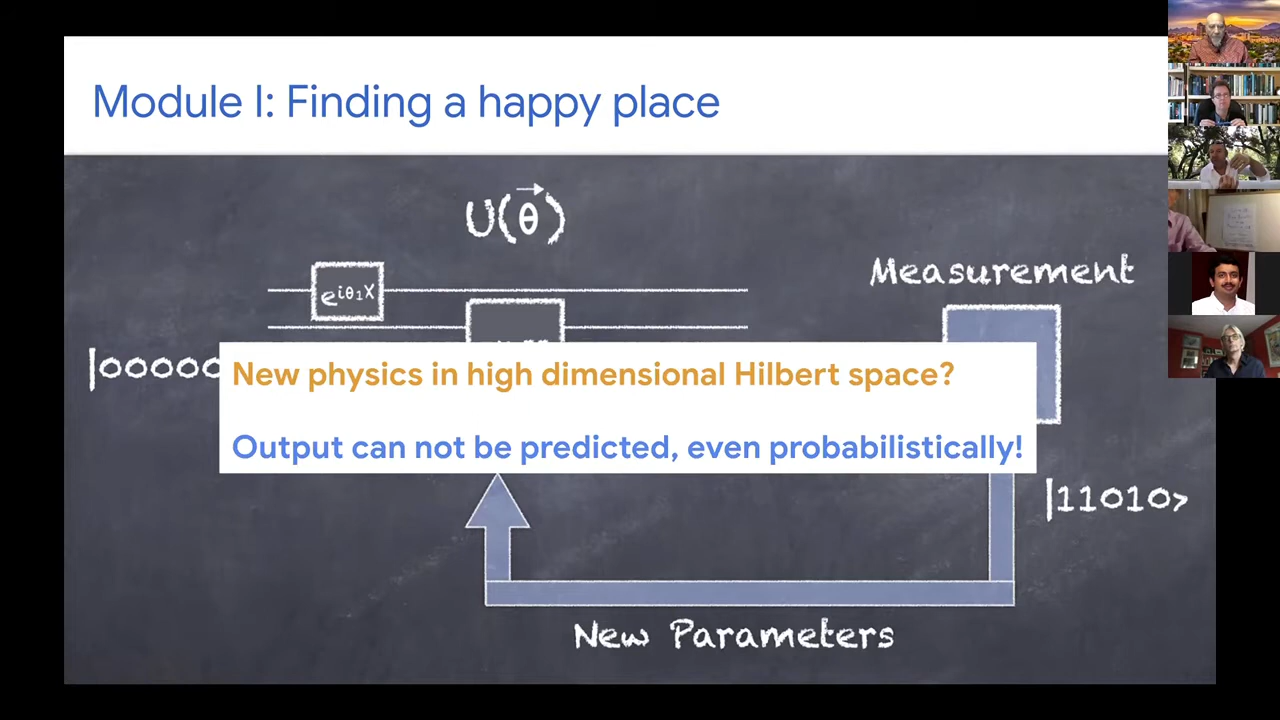 Module I: Finding a happy place
U(θ)
e^iθ₁X
Measurement
|00000
New physics in high dimensional Hilbert space?
Output can not be predicted, even probabilistically!
|11010>
New Parameters